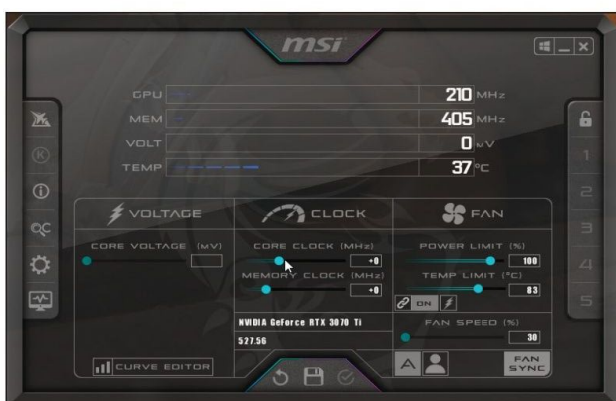 msi
GPU 210 MHz
MEM 405 MHz
VOLT 0 mV
TEMP 37 °C
K
1
2
3
4
5
OC
VOLTAGE
CORE VOLTAGE (MV)
CLOCK
CORE CLOCK (MHz)
+0
MEMORY CLOCK (MHz)
+0
NVIDIA GeForce RTX 3070 Ti
527.56
FAN
POWER LIMIT (%)
100
TEMP LIMIT (°C)
83
ON
FAN SPEED (%)
30
A
FAN
SYNC
CURVE EDITOR